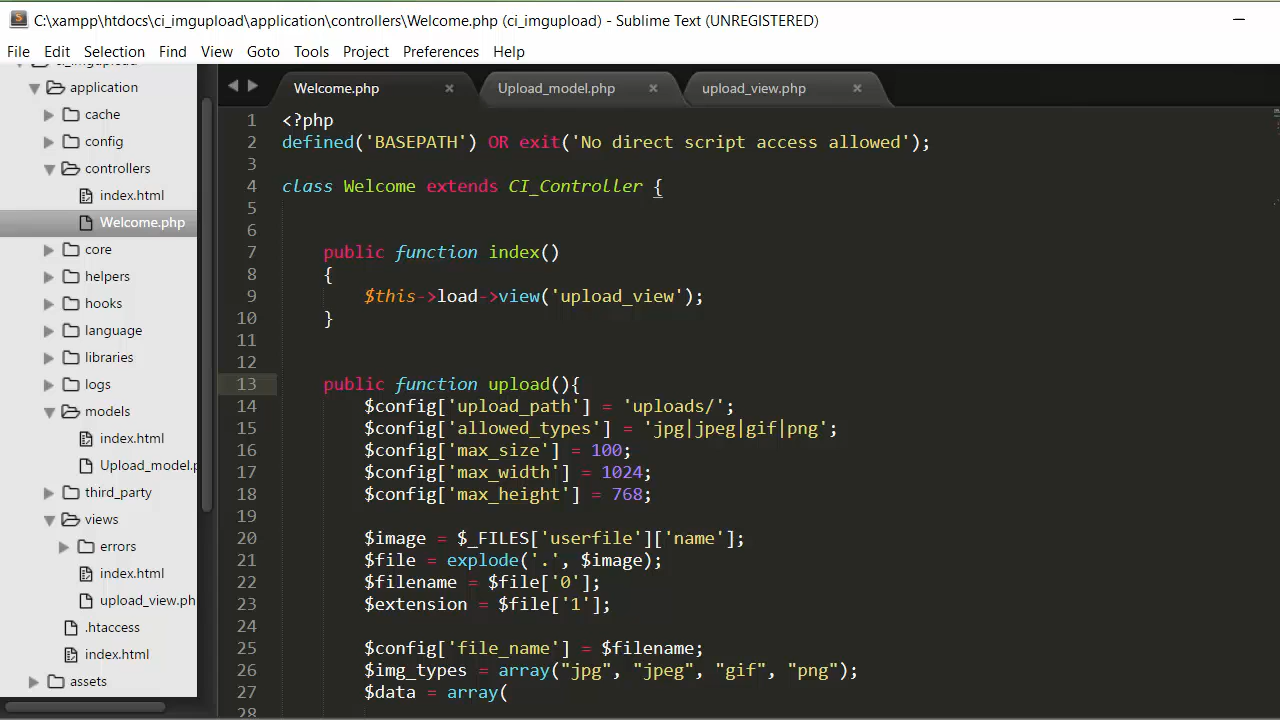 C:\xampp\htdocs\ci_imgupload\application\controllers\Welcome.php (ci_imgupload) - Sublime Text (UNREGISTERED)
File Edit Selection Find View Goto Tools Project Preferences Help
ci_imgupload
application
cache
config
controllers
index.html
Welcome.php
core
helpers
hooks
language
libraries
logs
models
index.html
Upload_model.p
third_party
views
errors
index.html
upload_view.ph
.htaccess
index.html
assets
Welcome.php Upload_model.php upload_view.php
1 <?php
2 defined('BASEPATH') OR exit('No direct script access allowed');
3
4 class Welcome extends CI_Controller {
5
6
7 public function index()
8 {
9 $this->load->view('upload_view');
10 }
11
12
13 public function upload(){
14 $config['upload_path'] = 'uploads/';
15 $config['allowed_types'] = 'jpg|jpeg|gif|png';
16 $config['max_size'] = 100;
17 $config['max_width'] = 1024;
18 $config['max_height'] = 768;
19
20 $image = $_FILES['userfile']['name'];
21 $file = explode('.', $image);
22 $filename = $file['0'];
23 $extension = $file['1'];
24
25 $config['file_name'] = $filename;
26 $img_types = array("jpg", "jpeg", "gif", "png");
27 $data = array(
28